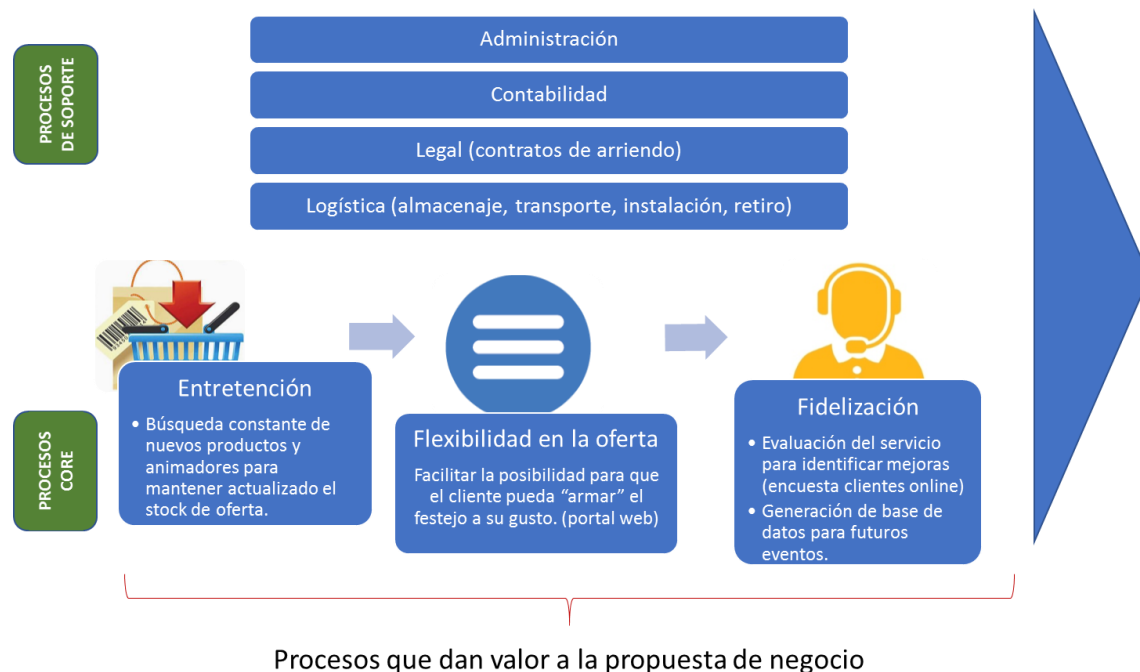 PROCESOS
DE SOPORTE
Administración
Contabilidad
Legal (contratos de arriendo)
Logística (almacenaje, transporte, instalación, retiro)
PROCESOS
CORE
Entretención
• Búsqueda constante de
nuevos productos y
animadores para
mantener actualizado el
stock de oferta.
Flexibilidad en la oferta
Facilitar la posibilidad para que
el cliente pueda “armar” el
festejo a su gusto. (portal web)
Fidelización
• Evaluación del servicio
para identificar mejoras
(encuesta clientes online)
• Generación de base de
datos para futuros
eventos.
Procesos que dan valor a la propuesta de negocio